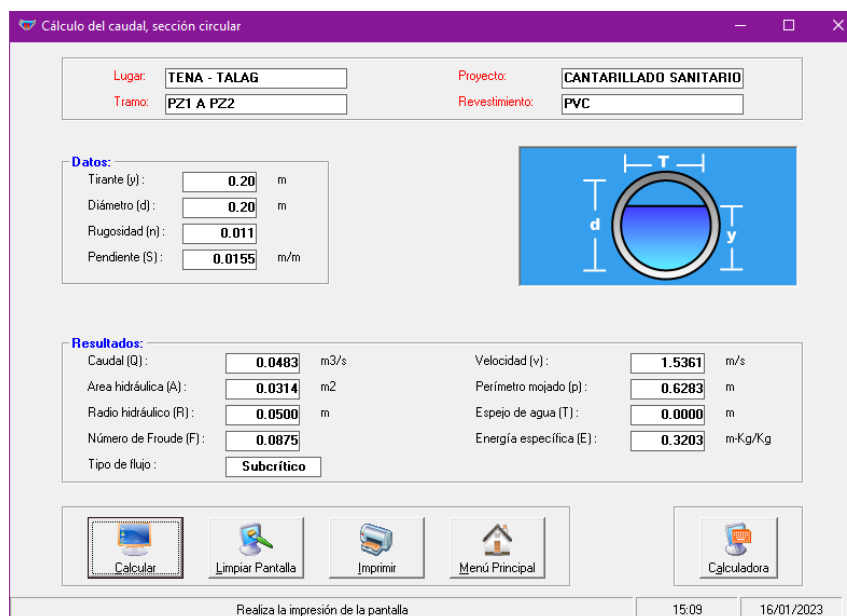 Cálculo del caudal, sección circular
Lugar: TENA - TALAG Proyecto: CANTARILLADO SANITARIO
Tramo: PZ1 A PZ2 Revestimiento: PVC
Datos:
Tirante (y) : 0.20 m
Diámetro (d) : 0.20 m
Rugosidad (n) : 0.011
Pendiente (S) : 0.0155 m/m
T
d
y
Resultados:
Caudal (Q) : 0.0483 m3/s Velocidad (v) : 1.5361 m/s
Area hidráulica (A) : 0.0314 m2 Perímetro mojado (p) : 0.6283 m
Radio hidráulico (R) : 0.0500 m Espejo de agua (T) : 0.0000 m
Número de Froude (F) : 0.0875 Energía específica (E) : 0.3203 m-Kg/Kg
Tipo de flujo : Subcrítico
Calcular Limpiar Pantalla Imprimir Menú Principal Calculadora
Realiza la impresión de la pantalla 15:09 16/01/2023